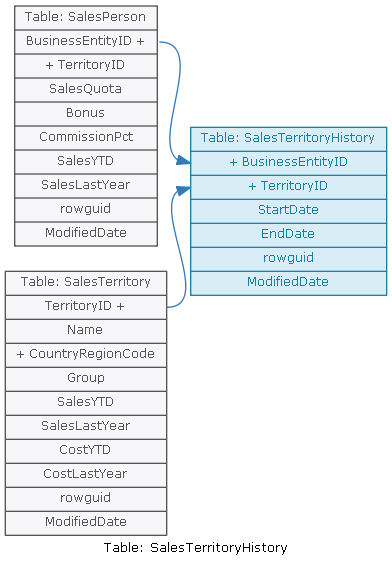 Table: SalesPerson
BusinessEntityID +
+ TerritoryID
SalesQuota
Bonus
CommissionPct
SalesYTD
SalesLastYear
rowguid
ModifiedDate
Table: SalesTerritoryHistory
+ BusinessEntityID
+ TerritoryID
StartDate
EndDate
rowguid
ModifiedDate
Table: SalesTerritory
TerritoryID +
Name
+ CountryRegionCode
Group
SalesYTD
SalesLastYear
CostYTD
CostLastYear
rowguid
ModifiedDate
Table: SalesTerritoryHistory